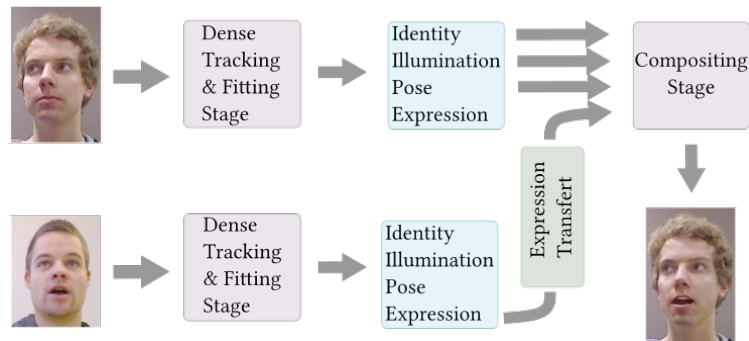 Dense
Tracking
& Fitting
Stage
Identity
Illumination
Pose
Expression
Compositing
Stage
Expression
Transfert
Dense
Tracking
& Fitting
Stage
Identity
Illumination
Pose
Expression